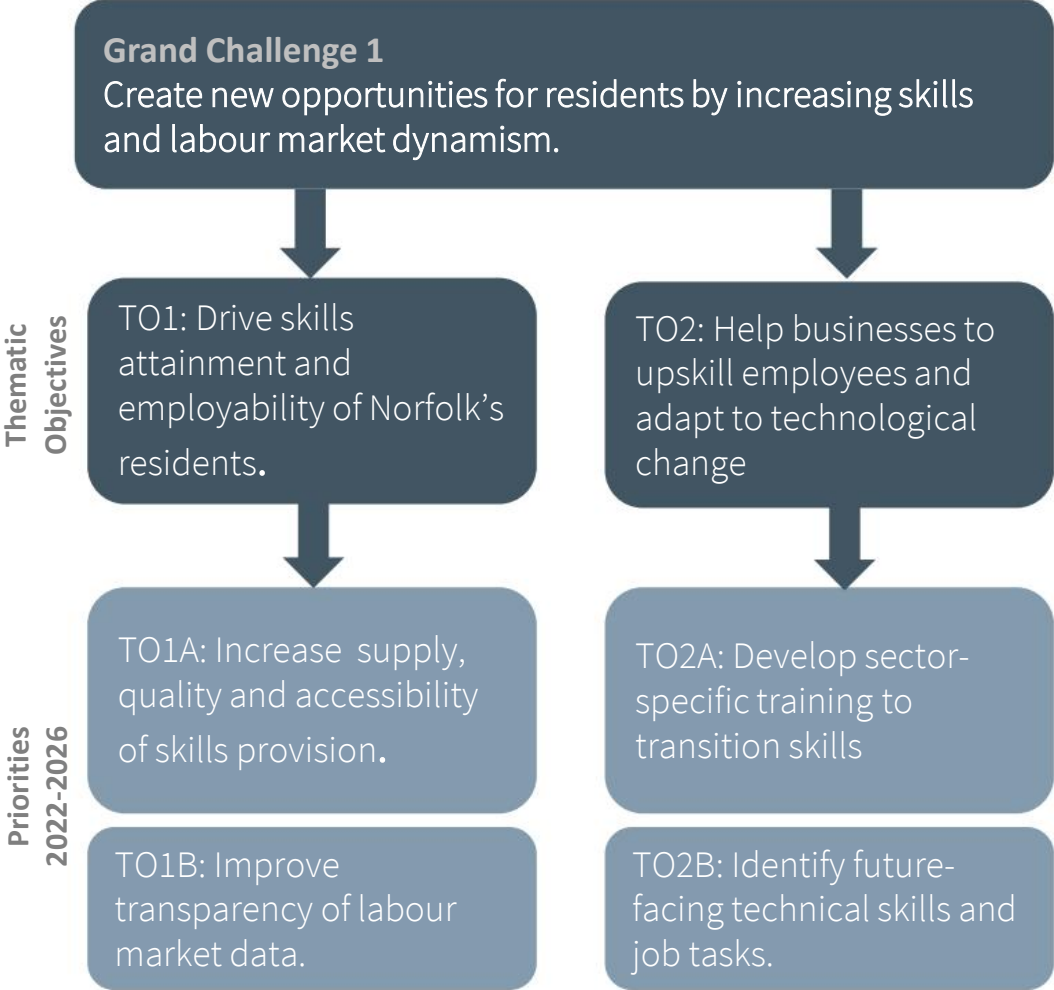 Grand Challenge 1
Create new opportunities for residents by increasing skills
and labour market dynamism.
Thematic
Objectives
TO1: Drive skills
attainment and
employability of Norfolk's
residents.
TO2: Help businesses to
upskill employees and
adapt to technological
change
Priorities
2022-2026
TO1A: Increase  supply,
quality and accessibility
of skills provision.
TO2A: Develop sector-
specific training to
transition skills
TO1B: Improve
transparency of labour
market data.
TO2B: Identify future-
facing technical skills and
job tasks.